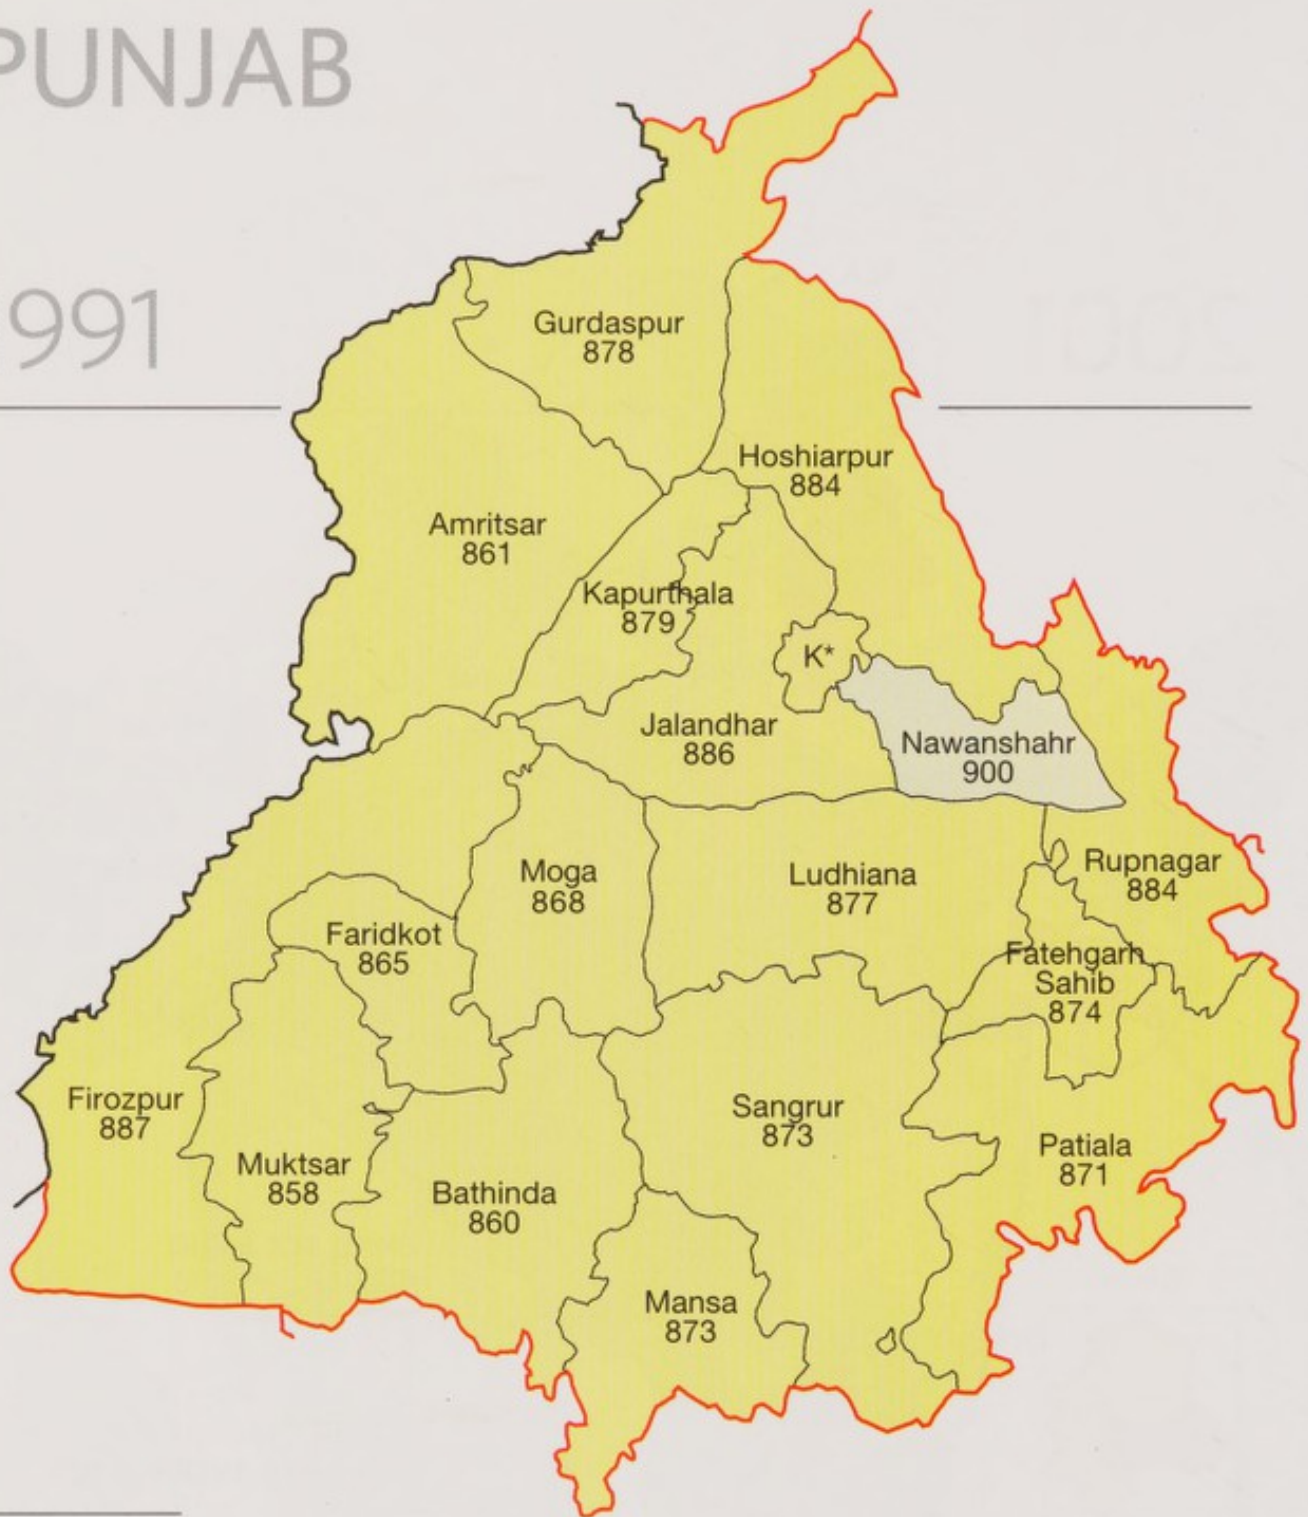 PUNJAB
991
Gurdaspur
878
Hoshiarpur
884
Amritsar
861
Kapurthala
879
K*
Jalandhar
886
Nawanshahr
900
Moga
868
Ludhiana
877
Rupnagar
884
Faridkot
865
Fatehgarh
Sahib
874
Firozpur
887
Sangrur
873
Muktsar
858
Patiala
871
Bathinda
860
Mansa
873